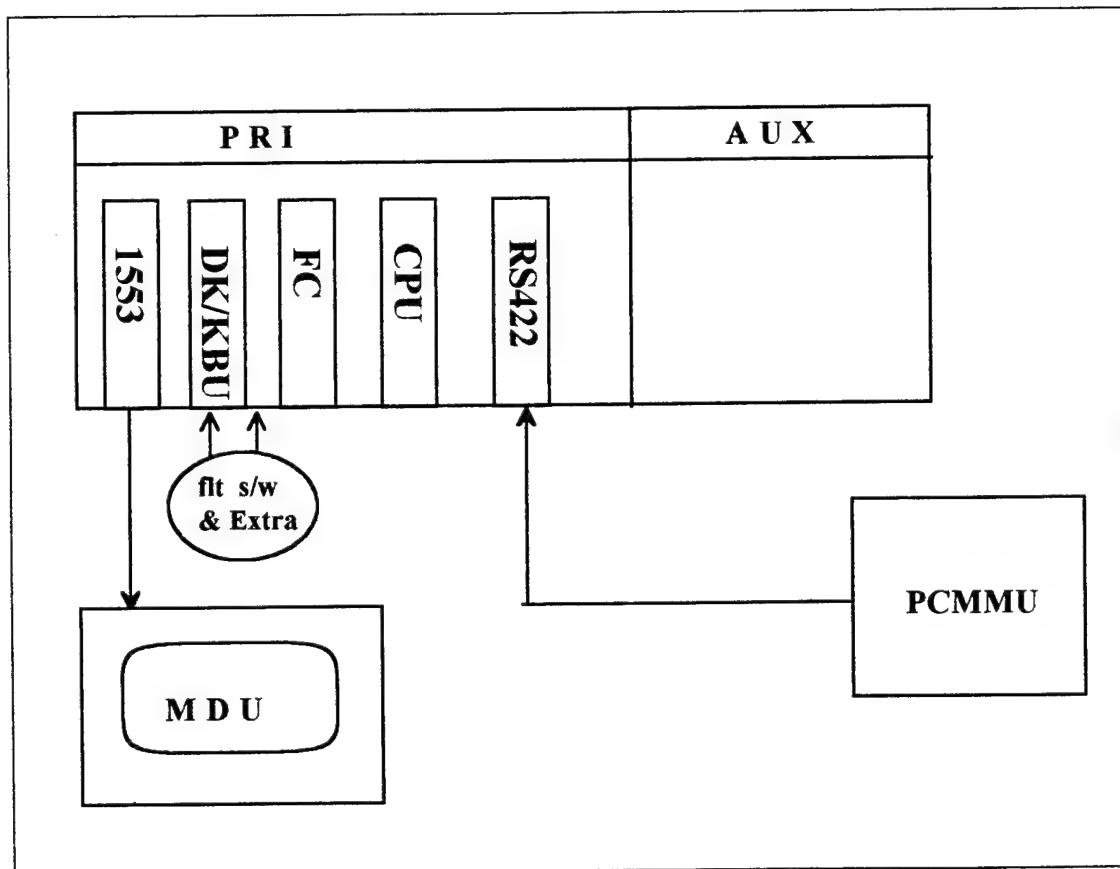 PRI
AUX
1553
DK/KBU
FC
CPU
RS422
flt s/w
& Extra
PCMMU
MDU